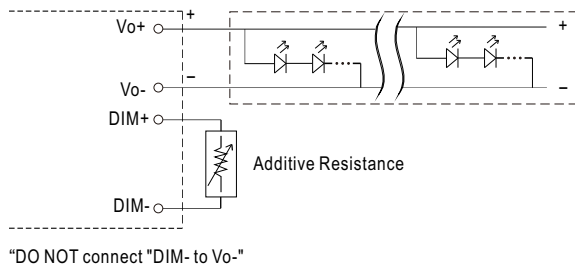 Vo+
+
+
Vo-
−
−
DIM+
Additive Resistance
DIM-
“DO NOT connect "DIM- to Vo-"